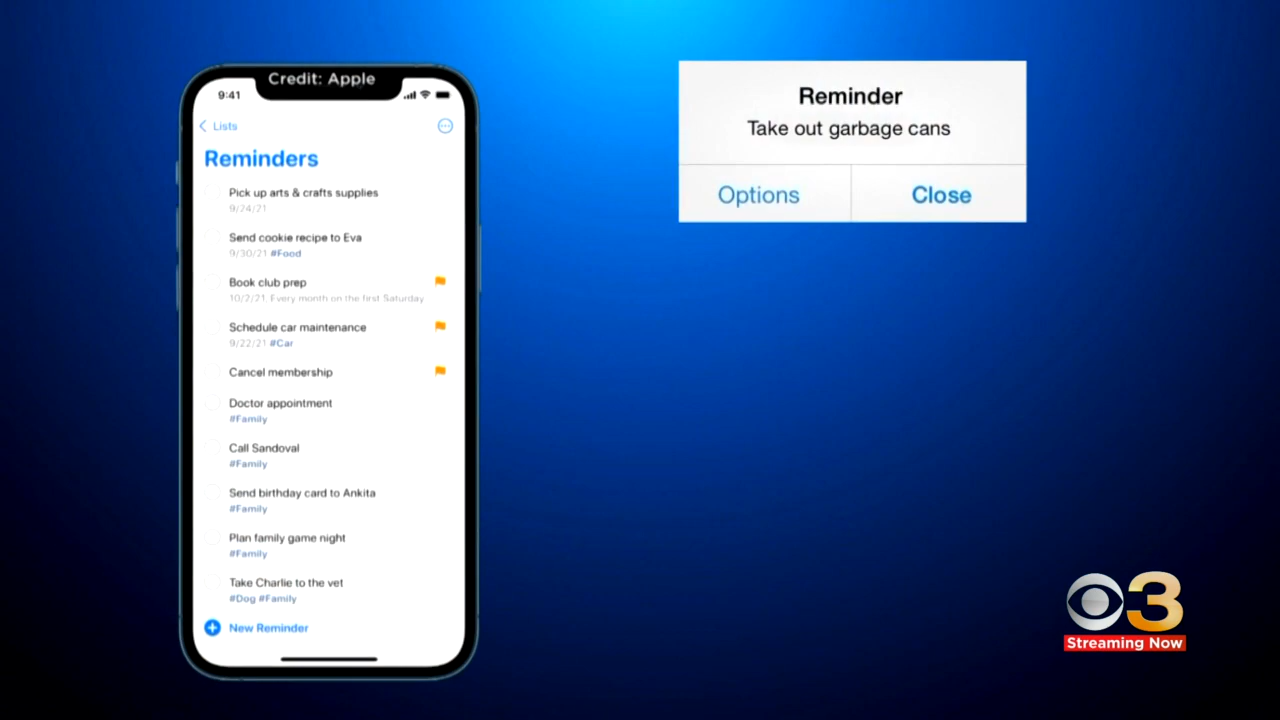 Credit: Apple
9:41
Lists
Reminders
Pick up arts & crafts supplies
9/24/21
Send cookie recipe to Eva
9/30/21 #Food
Book club prep
10/2/21, Every month on the first Saturday
Schedule car maintenance
9/22/21 #Car
Cancel membership
Doctor appointment
#Family
Call Sandoval
#Family
Send birthday card to Ankita
#Family
Plan family game night
#Family
Take Charlie to the vet
#Dog #Family
New Reminder
Reminder
Take out garbage cans
Options
Close
3
Streaming Now